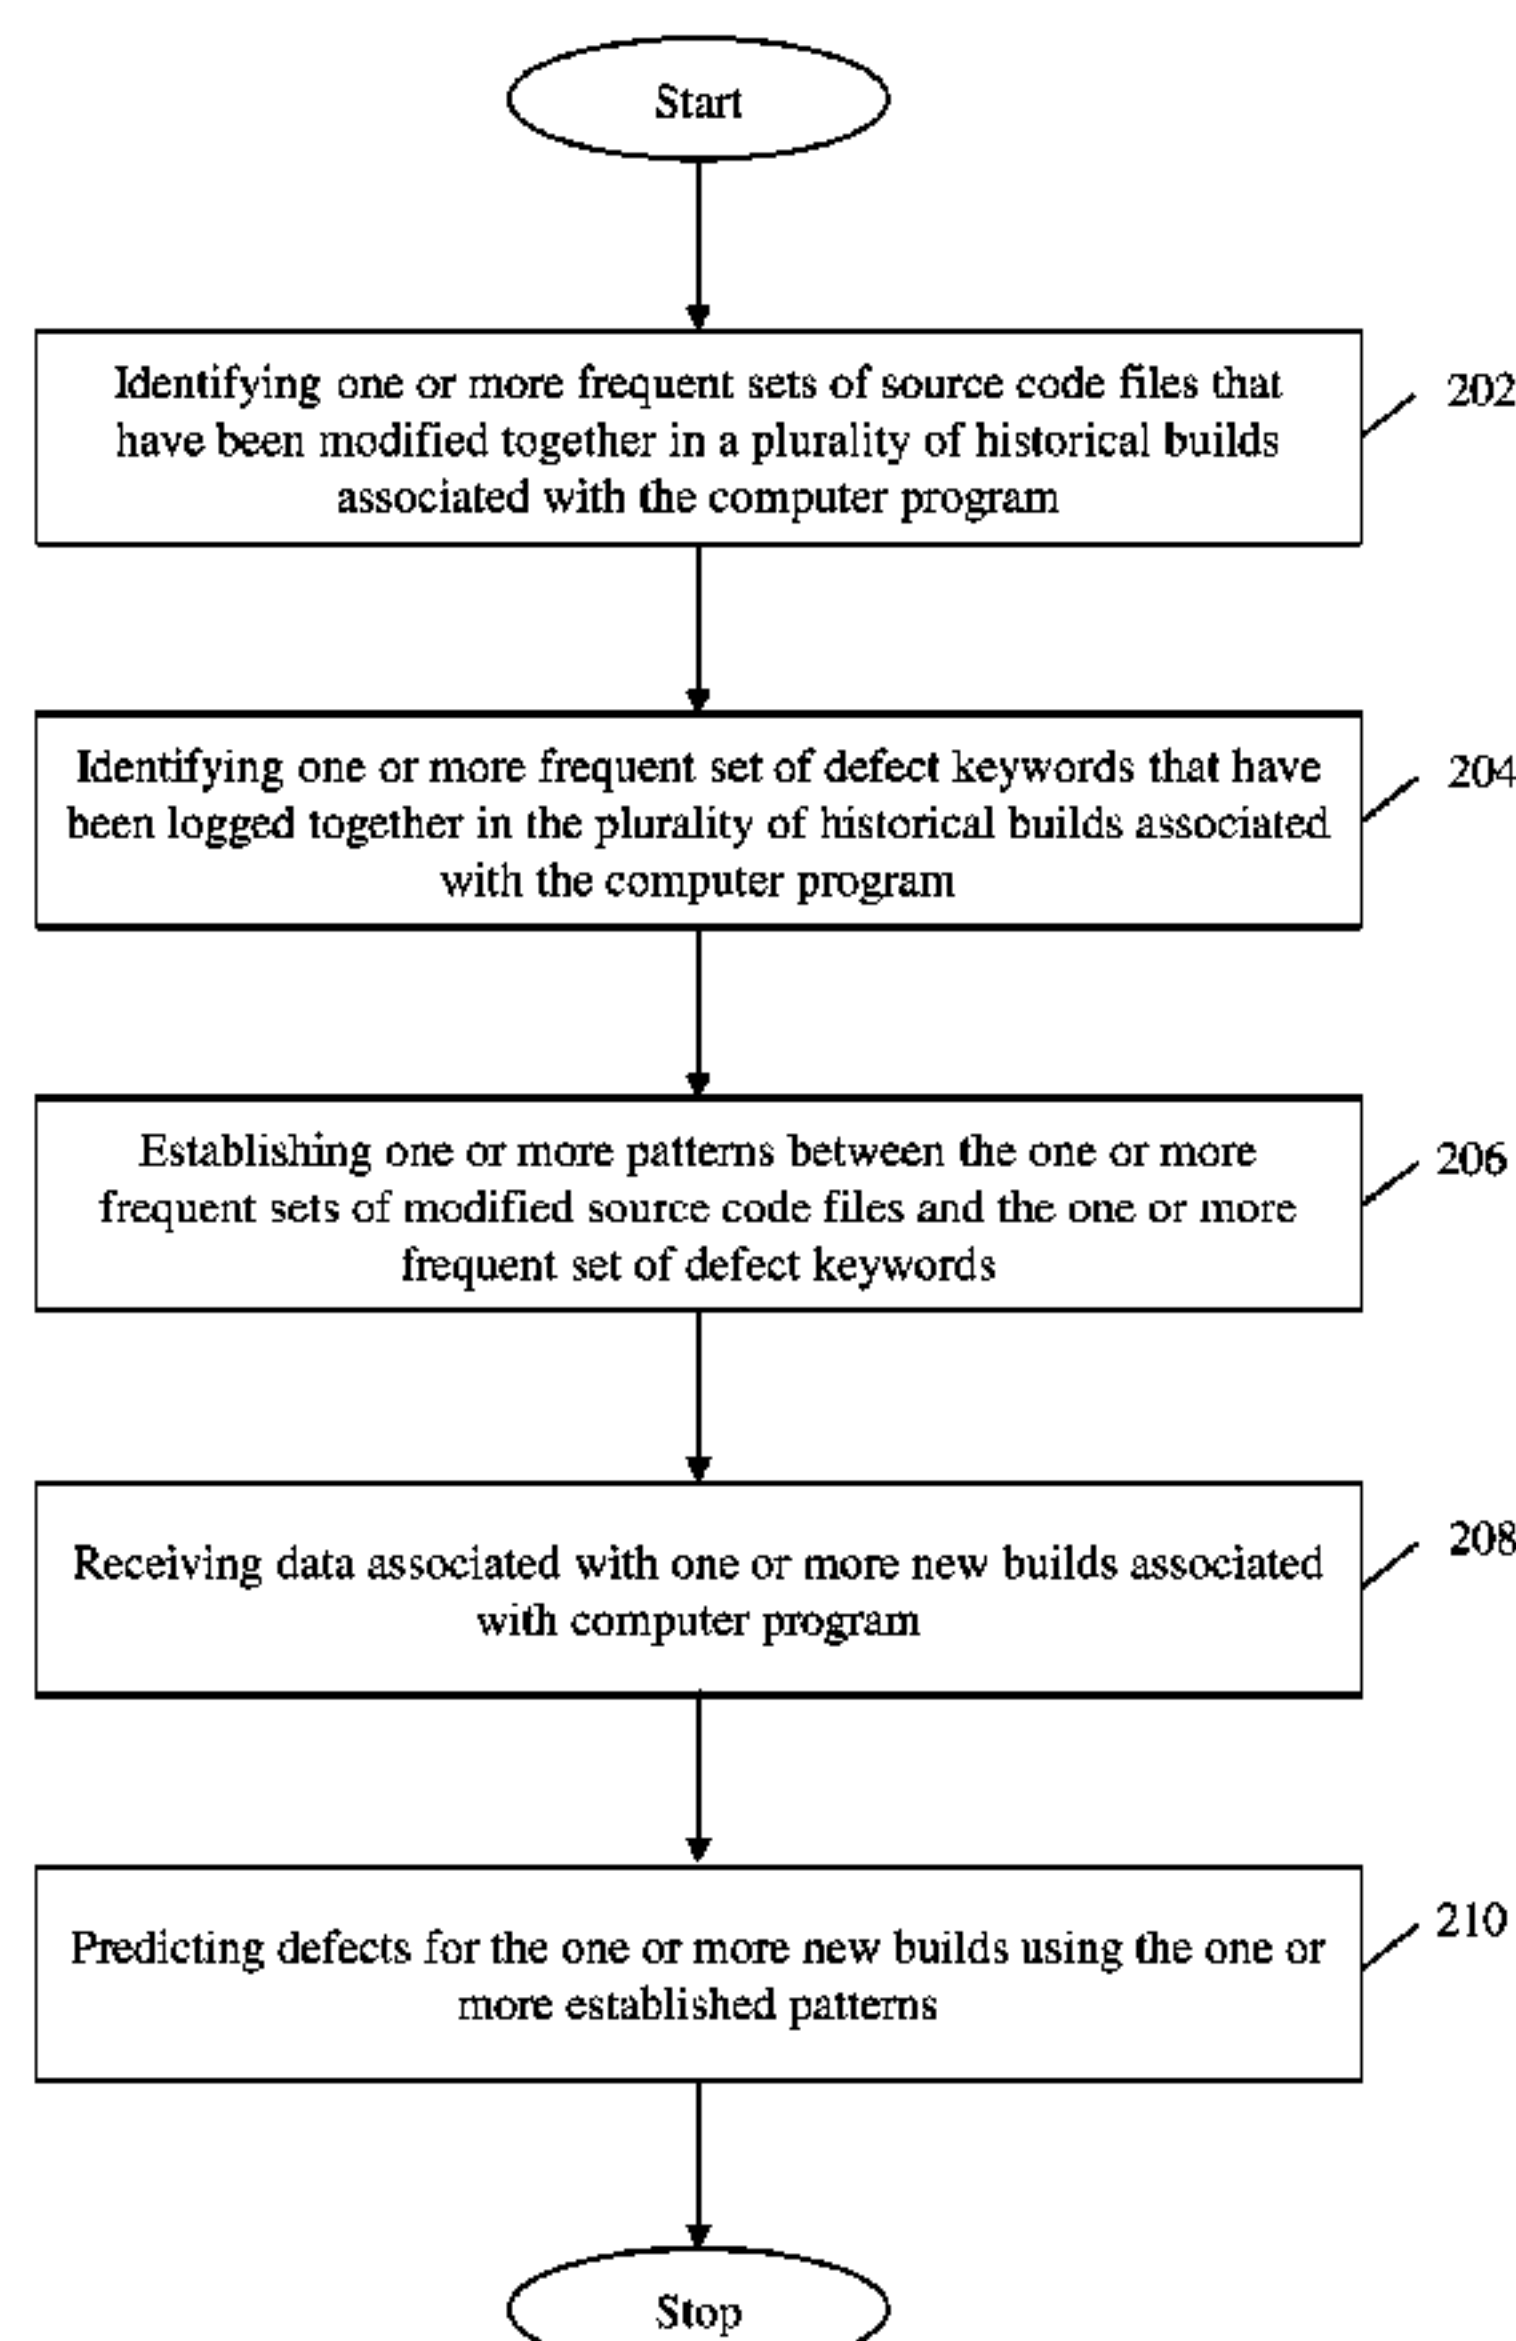 Start
Identifying one or more frequent sets of source code files that
have been modified together in a plurality of historical builds
associated with the computer program
202
Identifying one or more frequent set of defect keywords that have
been logged together in the plurality of historical builds associated
with the computer program
204
Establishing one or more patterns between the one or more
frequent sets of modified source code files and the one or more
frequent set of defect keywords
206
Receiving data associated with one or more new builds associated
with computer program
208
Predicting defects for the one or more new builds using the one or
more established patterns
210
Stop